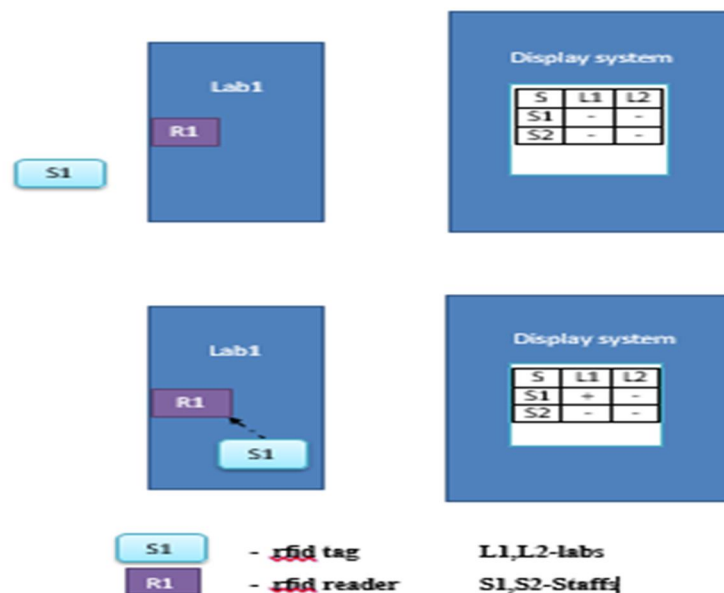 Lab1
R1
S1
Display system
S L1 L2
S1 - -
S2 - -
Lab1
R1
S1
Display system
S L1 L2
S1 + -
S2 - -
S1 - rfid tag L1,L2-labs
R1 - rfid reader S1,S2-Staffs